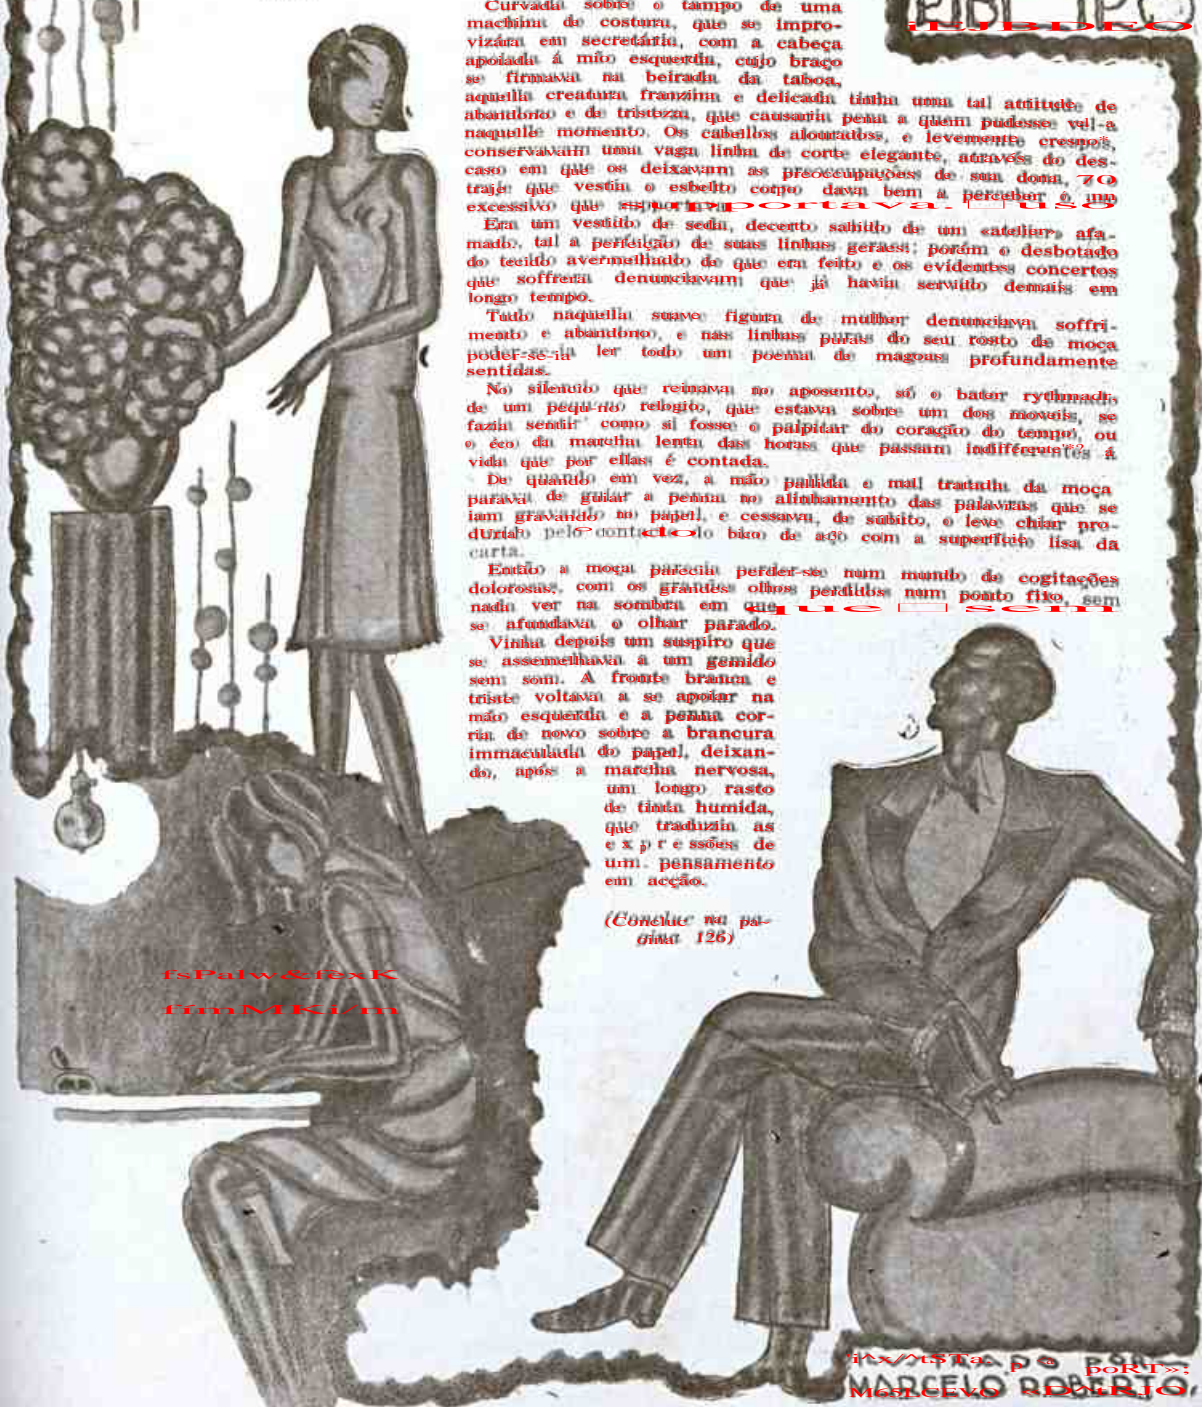 Curvada sobre o tampo de uma
machina de costura, que se impro-
vizára em secretária, com a cabeça
apoiada á mão esquerda, cujo braço
se firmava na beirada da taboa,
aquella creatura franzina e delicada tinha uma tal attitude de
abandono e de tristeza, que causaria pena a quem pudesse vel-a
naquelle momento. Os cabellos alourados, e levemente crespos,
conservavam uma vaga linha de corte elegante, através do des-
caso em que os deixavam as preoccupações de sua dona,
traje que vestia o esbelto corpo dava bem a perceber o
excessivo que supportava.
Era um vestido de seda, decerto sahido de um «atelier» afa-
mado, tal a perfeição de suas linhas geraes; porém o desbotado
do tecido avermelhado de que era feito e os evidentes concertos
que soffrera denunciavam que já havia servido demais em
longo tempo.
Tudo naquella suave figura de mulher denunciava soffri-
mento e abandono, e nas linhas puras do seu rosto de moça
poder-se-ia ler todo um poema de magoas profundamente
sentidas.
No silencio que reinava no aposento, só o bater rythmado
de um pequeno relogio, que estava sobre um dos moveis, se
fazia sentir como si fosse o palpitar do coração do tempo, ou
o éco da marcha lenta das horas que passam indifferentes á
vida que por ellas é contada.
De quando em vez, a mão pallida e mal tratada da moça
parava de guiar a penna no alinhamento das palavras que se
iam gravando no papel, e cessava, de subito, o leve chiar pro-
duzido pelo contacto do bico de aço com a superficie lisa da
carta.
Então a moça parecia perder-se num mundo de cogitações
dolorosas, com os grandes olhos perdidos num ponto fixo, sem
nada ver na sombra em que
se afundava o olhar parado.
Vinha depois um suspiro que
se assemelhava a um gemido
sem som. A fronte branca e
triste voltava a se apoiar na
mão esquerda e a penna cor-
ria de novo sobre a brancura
immaculada do papel, deixan-
do, após a marcha nervosa,
um longo rasto
de tinta humida,
que traduzia as
expressões de
um pensamento
em acção.
(Conclue na pa-
gina 126)
MARCELO ROBERTO,